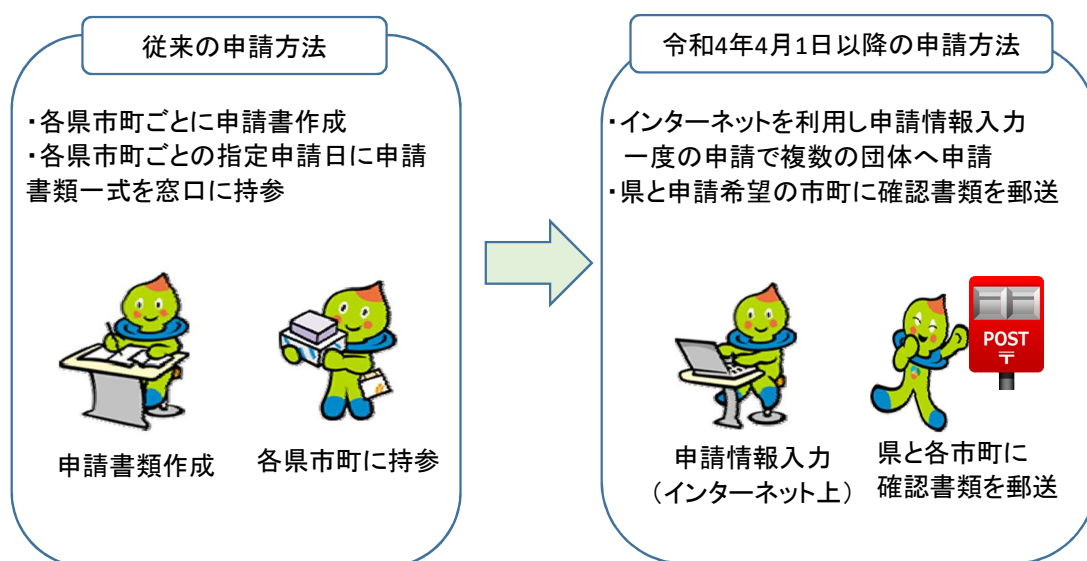 従来の申請方法
・各県市町ごとに申請書作成
・各県市町ごとの指定申請日に申請
書類一式を窓口に持参
申請書類作成
各県市町に持参
令和4年4月1日以降の申請方法
・インターネットを利用し申請情報入力
一度の申請で複数の団体へ申請
・県と申請希望の市町に確認書類を郵送
POST
〒
申請情報入力
（インターネット上）
県と各市町に
確認書類を郵送